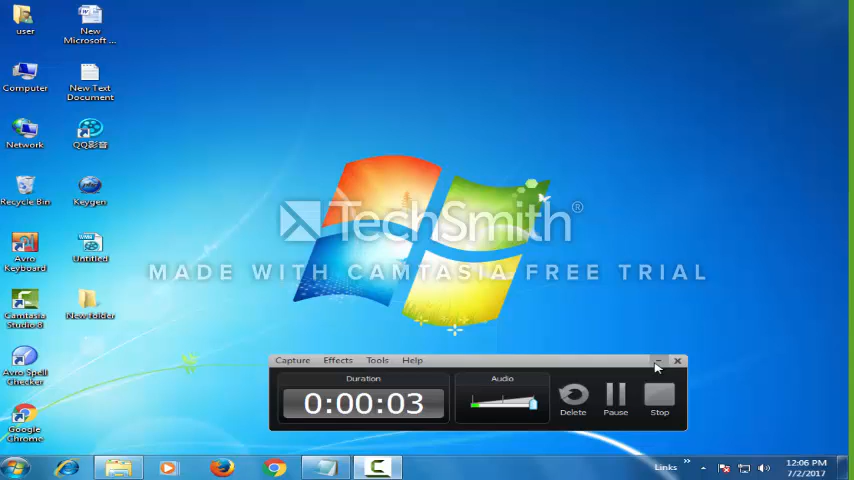 user
New
Microsoft ...
Computer
New Text
Document
Network
QQ影音
Recycle Bin
Keygen
Avro
Keyboard
Untitled
Camtasia
Studio 8
New folder
Avro Spell
Checker
Google
Chrome
TechSmith®
MADE WITH CAMTASIA FREE TRIAL
Capture Effects Tools Help
Duration
Audio
0:00:03
Delete Pause Stop
Links
12:06 PM
7/2/2017